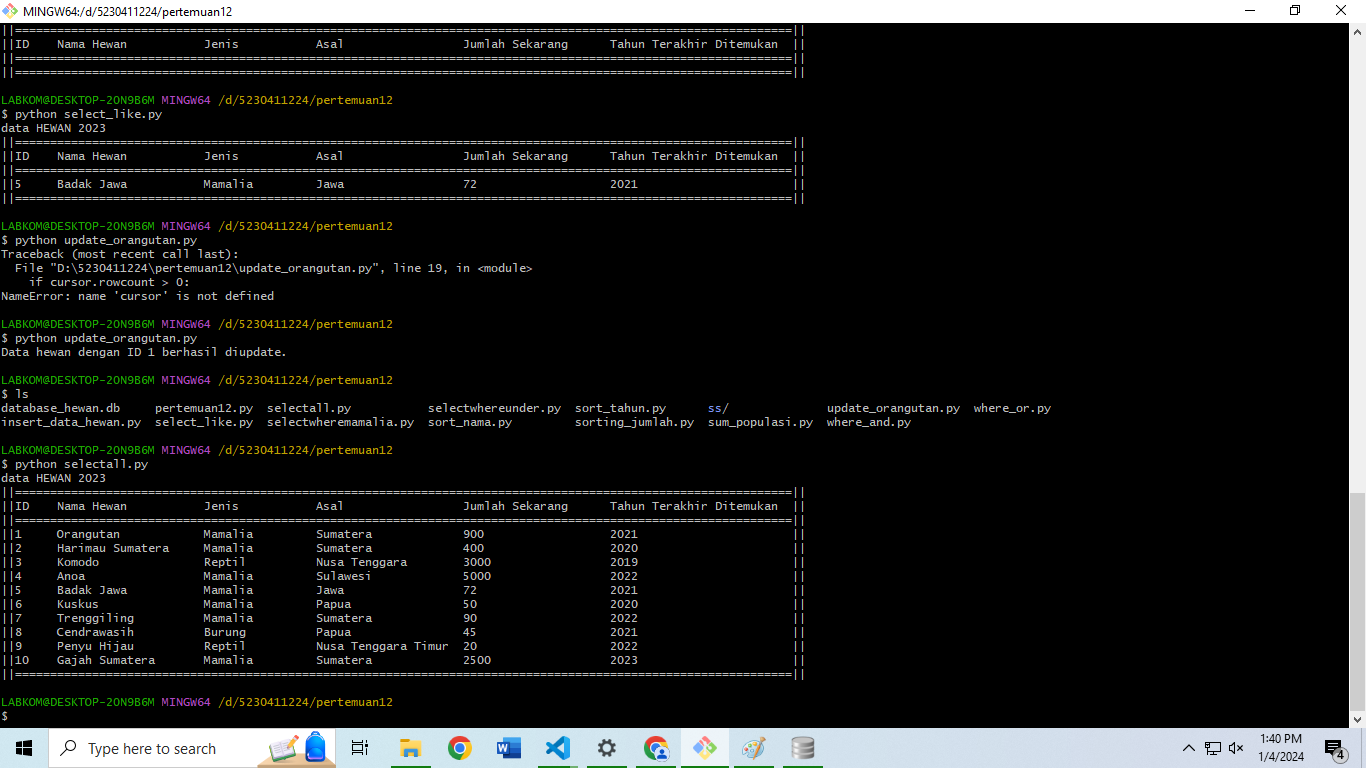 MINGW64:/d/5230411224/pertemuan12
||===============================================================================================================||
||ID    Nama Hewan           Jenis          Asal                 Jumlah Sekarang      Tahun Terakhir Ditemukan  ||
||===============================================================================================================||
||===============================================================================================================||
LABKOM@DESKTOP-2ON9B6M MINGW64 /d/5230411224/pertemuan12
$ python select_like.py
data HEWAN 2023
||===============================================================================================================||
||ID    Nama Hewan           Jenis          Asal                 Jumlah Sekarang      Tahun Terakhir Ditemukan  ||
||===============================================================================================================||
||5     Badak Jawa           Mamalia        Jawa                 72                   2021                      ||
||===============================================================================================================||
LABKOM@DESKTOP-2ON9B6M MINGW64 /d/5230411224/pertemuan12
$ python update_orangutan.py
Traceback (most recent call last):
  File "D:\5230411224\pertemuan12\update_orangutan.py", line 19, in <module>
    if cursor.rowcount > 0:
NameError: name 'cursor' is not defined
LABKOM@DESKTOP-2ON9B6M MINGW64 /d/5230411224/pertemuan12
$ python update_orangutan.py
Data hewan dengan ID 1 berhasil diupdate.
LABKOM@DESKTOP-2ON9B6M MINGW64 /d/5230411224/pertemuan12
$ ls
database_hewan.db     pertemuan12.py  selectall.py           selectwhereunder.py  sort_tahun.py      ss/              update_orangutan.py  where_or.py
insert_data_hewan.py  select_like.py  selectwheremamalia.py  sort_nama.py         sorting_jumlah.py  sum_populasi.py  where_and.py
LABKOM@DESKTOP-2ON9B6M MINGW64 /d/5230411224/pertemuan12
$ python selectall.py
data HEWAN 2023
||===============================================================================================================||
||ID    Nama Hewan           Jenis          Asal                 Jumlah Sekarang      Tahun Terakhir Ditemukan  ||
||===============================================================================================================||
||1     Orangutan            Mamalia        Sumatera             900                  2021                      ||
||2     Harimau Sumatera     Mamalia        Sumatera             400                  2020                      ||
||3     Komodo               Reptil         Nusa Tenggara        3000                 2019                      ||
||4     Anoa                 Mamalia        Sulawesi             5000                 2022                      ||
||5     Badak Jawa           Mamalia        Jawa                 72                   2021                      ||
||6     Kuskus               Mamalia        Papua                50                   2020                      ||
||7     Trenggiling          Mamalia        Sumatera             90                   2022                      ||
||8     Cendrawasih          Burung         Papua                45                   2021                      ||
||9     Penyu Hijau          Reptil         Nusa Tenggara Timur  20                   2022                      ||
||10    Gajah Sumatera       Mamalia        Sumatera             2500                 2023                      ||
||===============================================================================================================||
LABKOM@DESKTOP-2ON9B6M MINGW64 /d/5230411224/pertemuan12
$
Type here to search
1:40 PM
1/4/2024
4